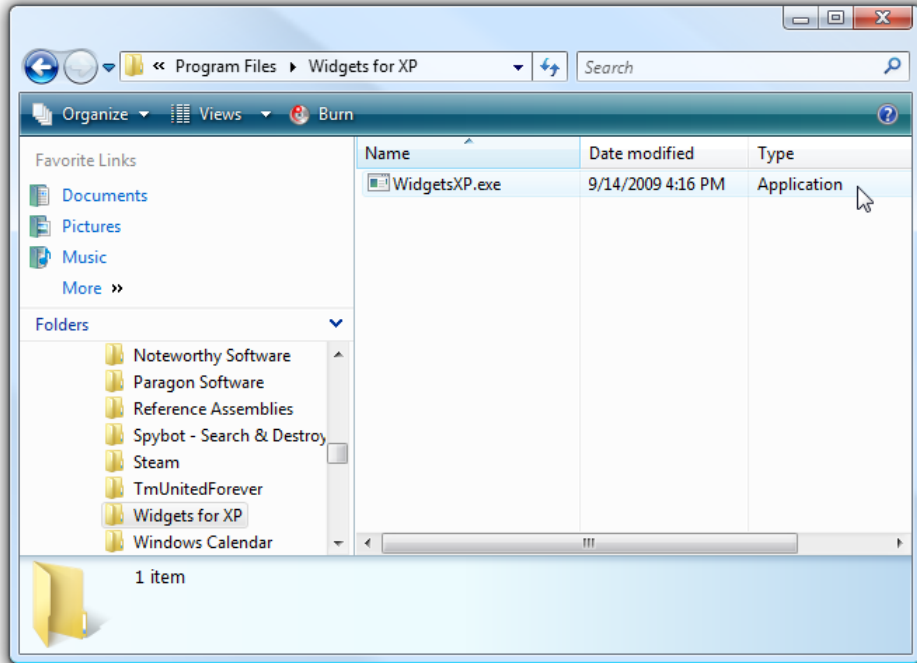 « Program Files ▸ Widgets for XP
Search
Organize Views Burn
Favorite Links
Documents
Pictures
Music
More »
Folders
Noteworthy Software
Paragon Software
Reference Assemblies
Spybot - Search & Destroy
Steam
TmUnitedForever
Widgets for XP
Windows Calendar
Name Date modified Type
WidgetsXP.exe 9/14/2009 4:16 PM Application
1 item